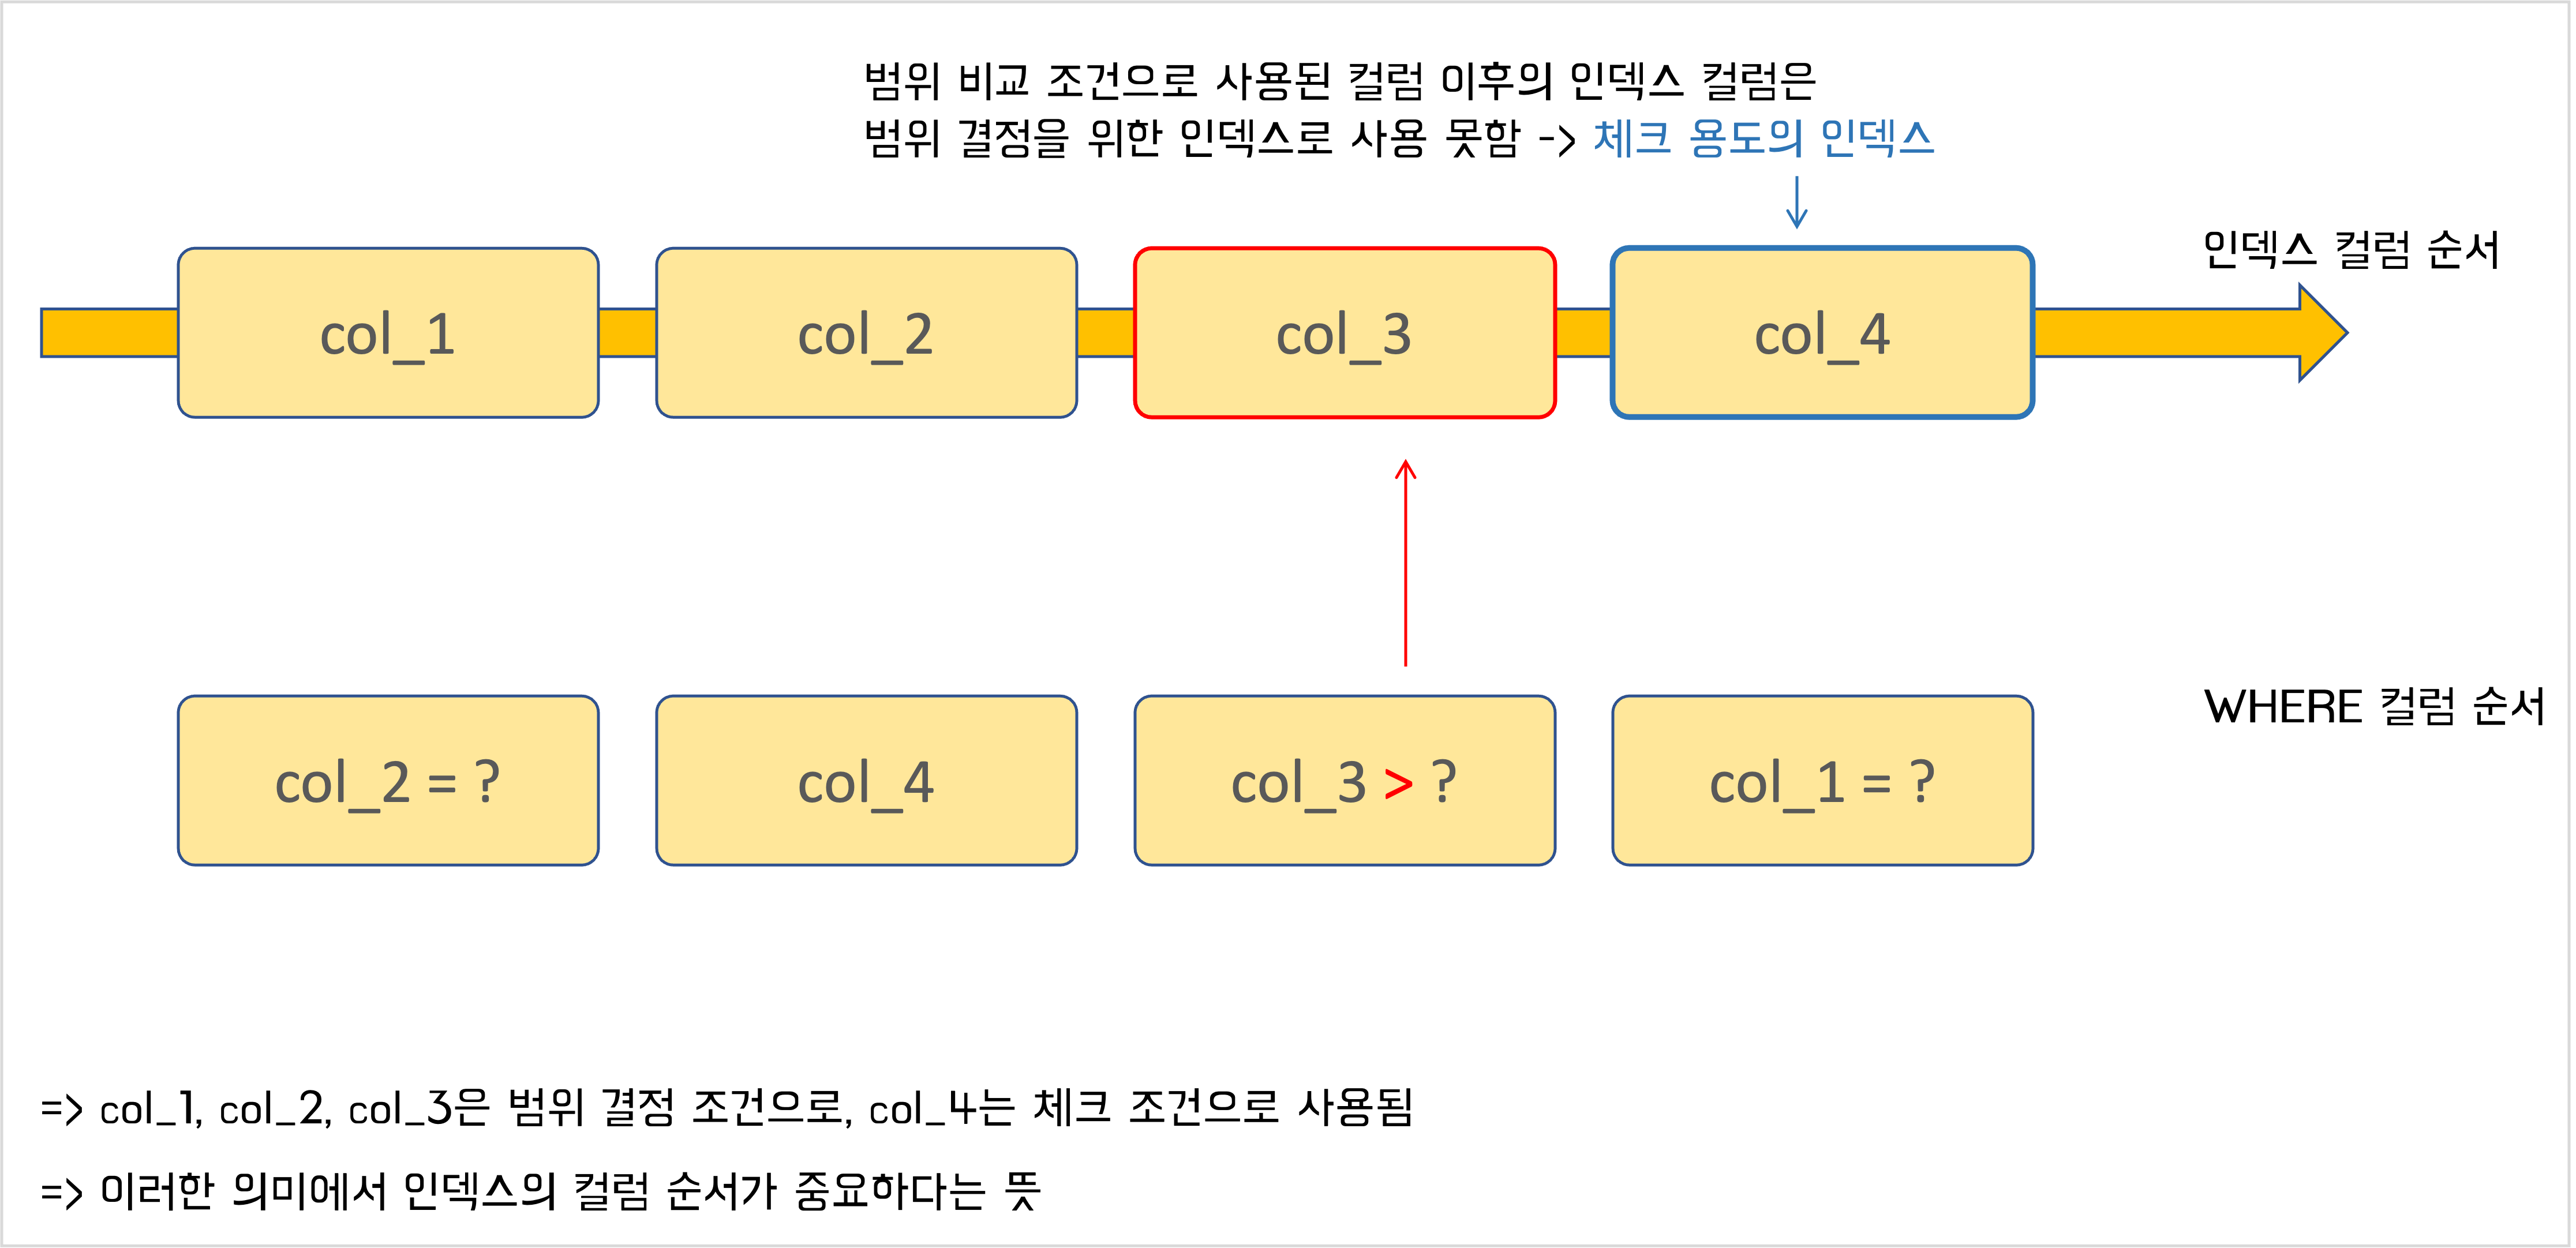 범위 비교 조건으로 사용된 컬럼 이후의 인덱스 컬럼은
범위 결정을 위한 인덱스로 사용 못함 -> 체크 용도의 인덱스
인덱스 컬럼 순서
col_1
col_2
col_3
col_4
WHERE 컬럼 순서
col_2 = ?
col_4
col_3 > ?
col_1 = ?
=> col_1, col_2, col_3은 범위 결정 조건으로, col_4는 체크 조건으로 사용됨
=> 이러한 의미에서 인덱스의 컬럼 순서가 중요하다는 뜻